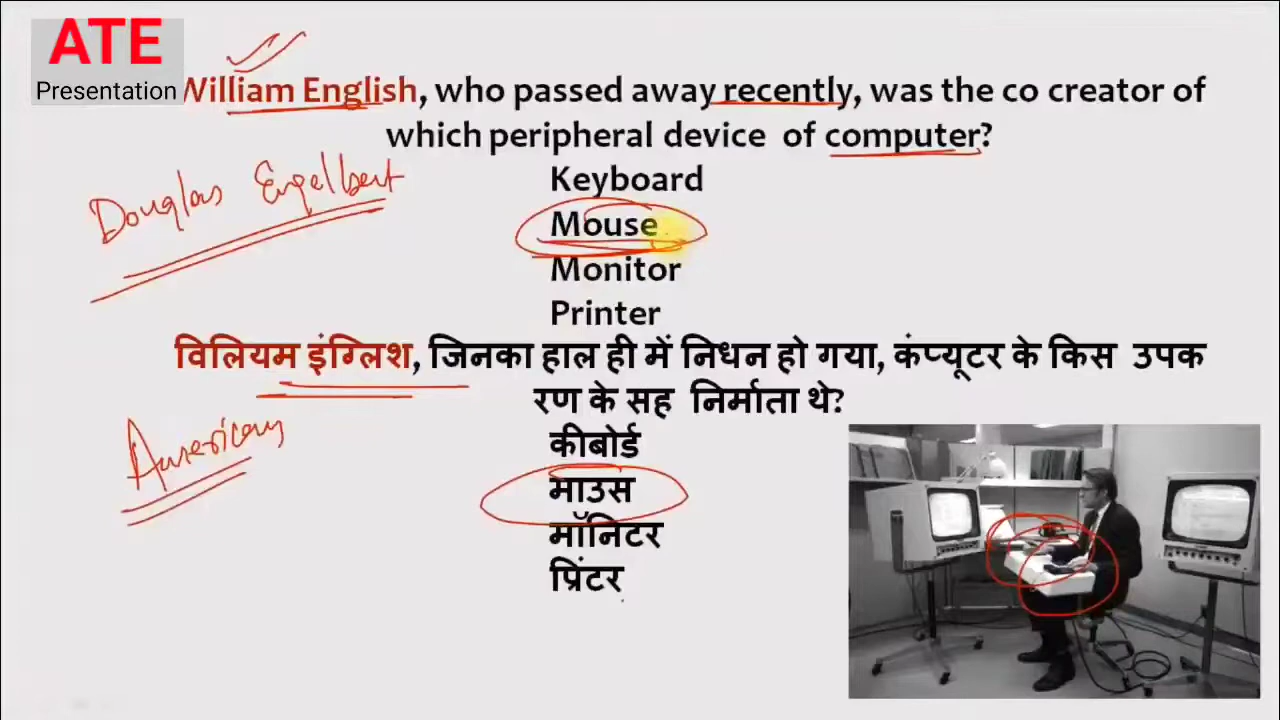 ATE
Presentation
William English, who passed away recently, was the co creator of
which peripheral device of computer?
Douglas Engelbert
Keyboard
Mouse
Monitor
Printer
विलियम इंग्लिश, जिनका हाल ही में निधन हो गया, कंप्यूटर के किस उपक
रण के सह निर्माता थे?
American
कीबोर्ड
माउस
मॉनिटर
प्रिंटर